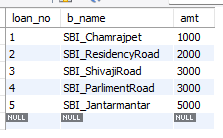 loan_no b_name amt
1 SBI_Chamrajpet 1000
2 SBI_ResidencyRoad 2000
3 SBI_ShivajiRoad 3000
4 SBI_ParlimentRoad 3000
5 SBI_Jantarmantar 5000
NULL NULL NULL